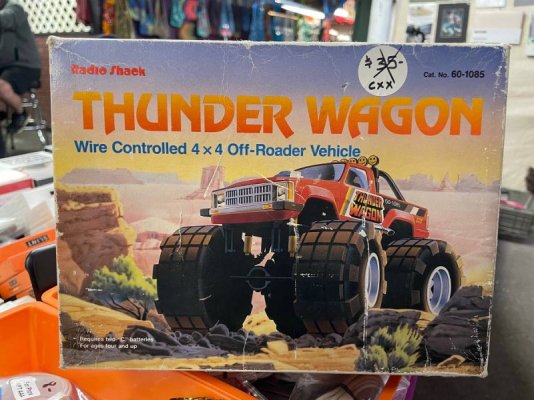 Radio Shack
$35-
CXX
Cat. No. 60-1085
THUNDER WAGON
Wire Controlled 4 x 4 Off-Roader Vehicle
THUNDER
WAGON
• Requires two "C" batteries
For ages four and up